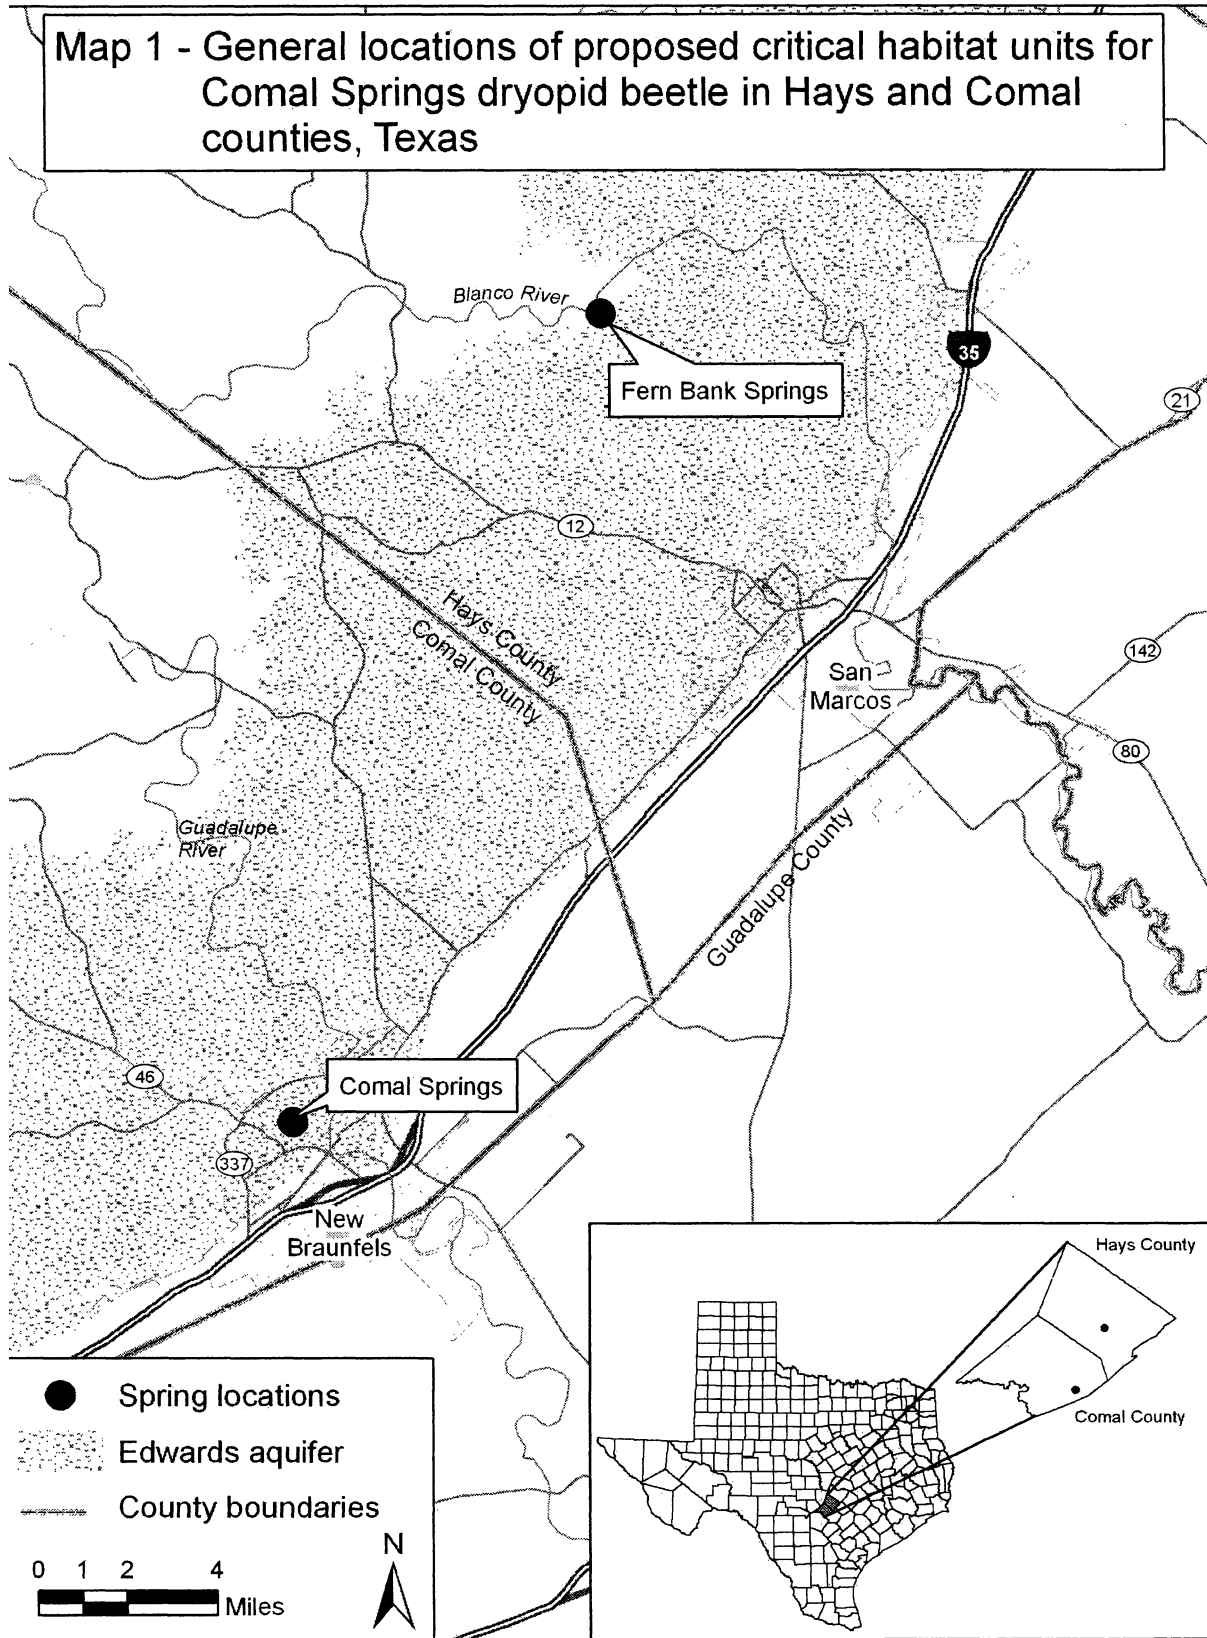 Map 1 - General locations of proposed critical habitat units for
Comal Springs dryopid beetle in Hays and Comal
counties, Texas
Blanco River
35
Fern Bank Springs
21
12
Hays County
Comal County
142
San
Marcos
80
Guadalupe
River
Guadalupe County
46
Comal Springs
337
New
Braunfels
Hays County
Comal County
Spring locations
Edwards aquifer
County boundaries
N
0 1 2 4
Miles